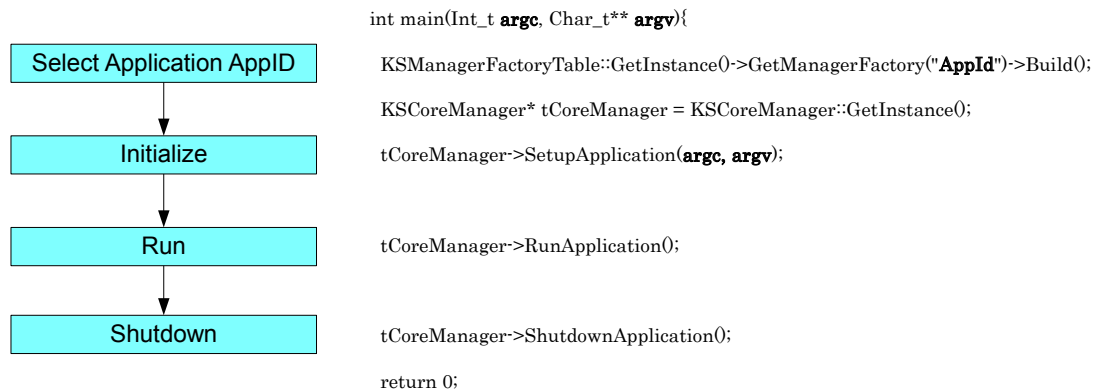 int main(Int_t argc, Char_t** argv){
Select Application AppID
KSManagerFactoryTable::GetInstance()->GetManagerFactory("AppId")->Build();
KSCoreManager* tCoreManager = KSCoreManager::GetInstance();
Initialize
tCoreManager->SetupApplication(argc, argv);
Run
tCoreManager->RunApplication();
Shutdown
tCoreManager->ShutdownApplication();
return 0;